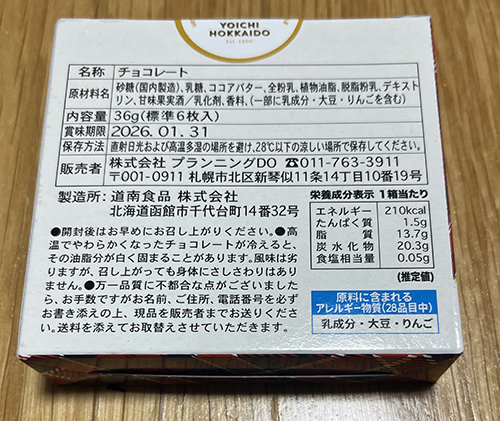 YOICHI
HOKKAIDO
名称 チョコレート
原材料名 砂糖(国内製造)、乳糖、ココアバター、全粉乳、植物油脂、脱脂粉乳、デキスト
リン、甘味果実酒／乳化剤、香料、(一部に乳成分・大豆・りんごを含む)
内容量 36g(標準6枚入)
賞味期限 2026. 01. 31
保存方法 直射日光および高温多湿の場所を避け、28℃以下の涼しい場所で保存してください。
販売者 株式会社 プランニングDO ☎011-763-3911
〒001-0911 札幌市北区新琴似11条14丁目10番19号
製造所: 道南食品 株式会社
北海道函館市千代台町14番32号
●開封後はお早めにお召し上がりください。●高
温でやわらかくなったチョコレートが冷えると、
その油脂分が白く固まることがあります。風味は劣
りますが、召し上がっても身体にさしさわりはあり
ません。●万一品質に不都合な点がございました
ら、お手数ですがお名前、ご住所、電話番号を必ず
お書き添えの上、現品を販売者までお送りくださ
い。送料を添えてお取替えさせていただきます。
栄養成分表示 1箱当たり
エネルギー 210kcal
たんぱく質 1.5g
脂質 13.7g
炭水化物 20.3g
食塩相当量 0.05g
(推定値)
原料に含まれる
アレルギー物質(28品目中)
乳成分・大豆・りんご